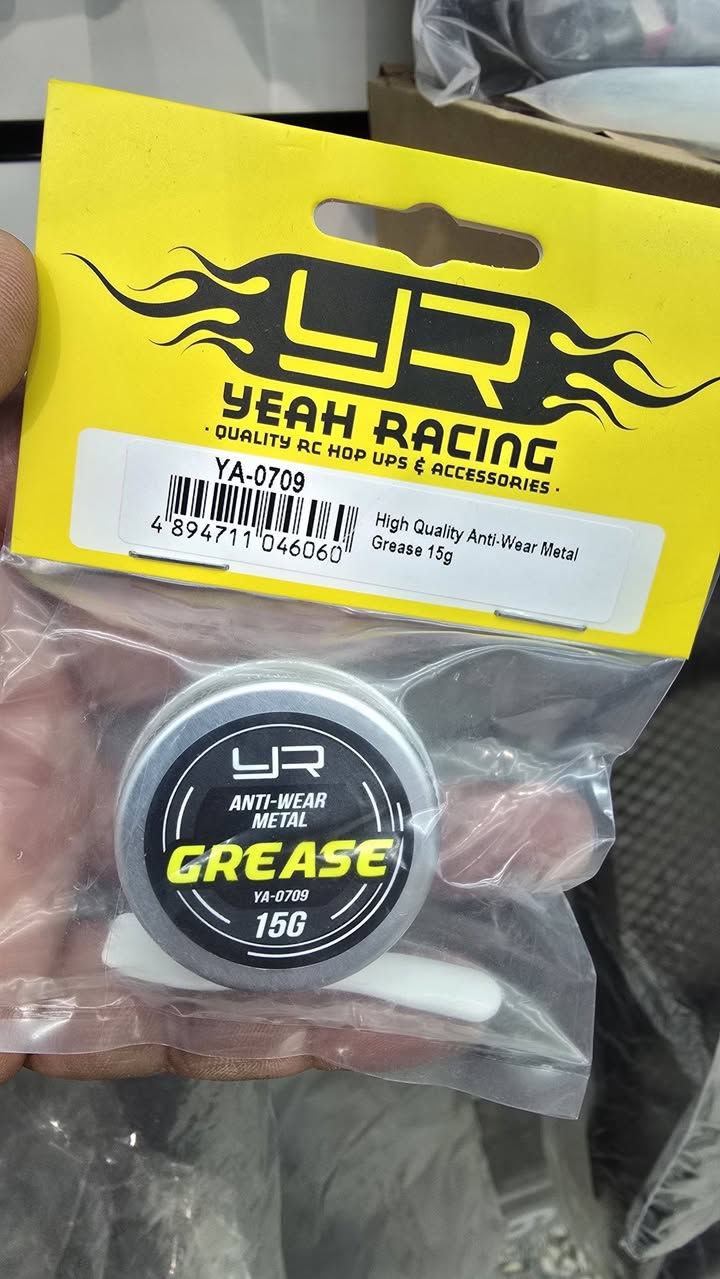 YR
YEAH RACING
· QUALITY RC HOP UPS & ACCESSORIES ·
YA-0709
4 894711 046060
High Quality Anti-Wear Metal
Grease 15g
YR
ANTI-WEAR
METAL
GREASE
YA-0709
15G